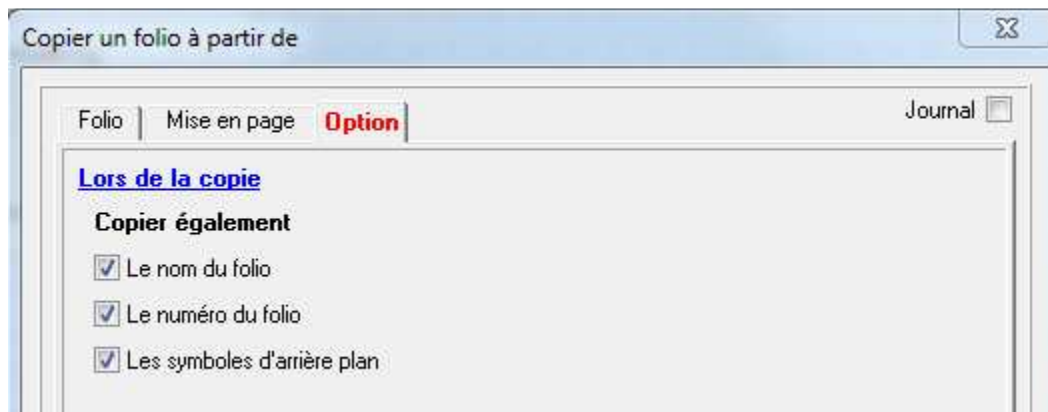 Copier un folio à partir de
Folio Mise en page Option Journal
Lors de la copie
Copier également
Le nom du folio
Le numéro du folio
Les symboles d'arrière plan